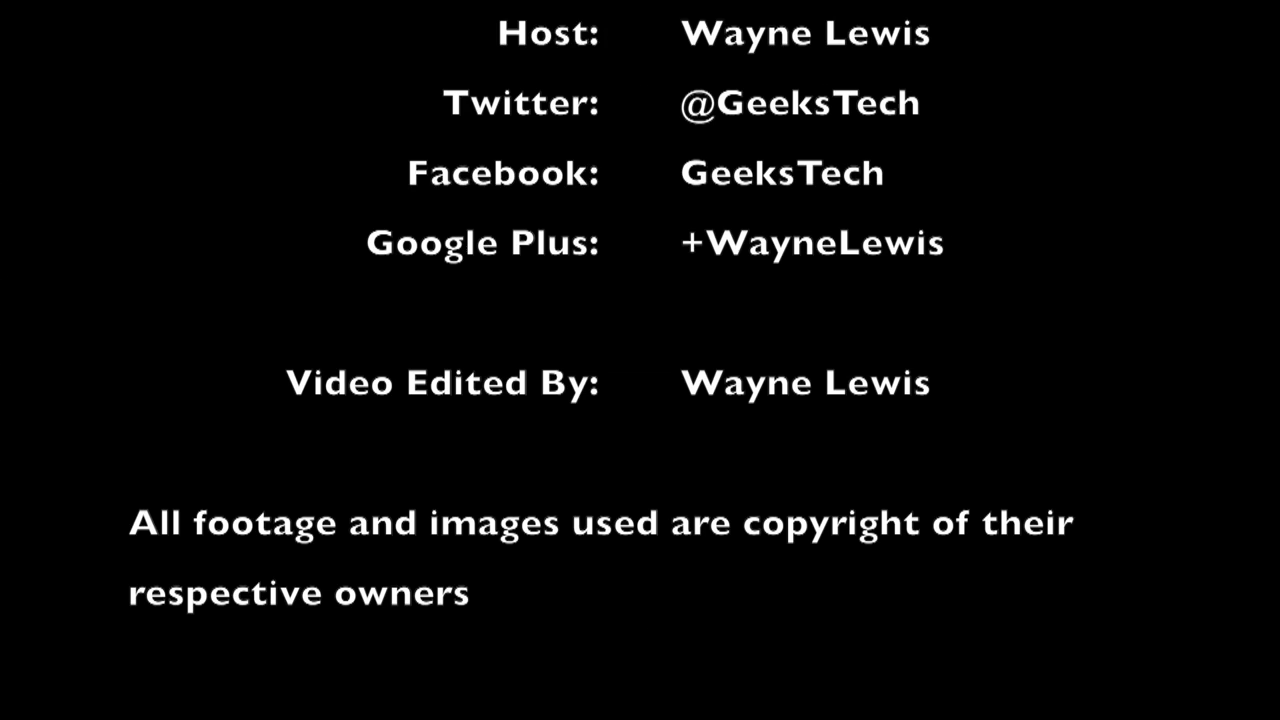 Host: Wayne Lewis
Twitter: @GeeksTech
Facebook: GeeksTech
Google Plus: +WayneLewis
Video Edited By: Wayne Lewis
All footage and images used are copyright of their
respective owners